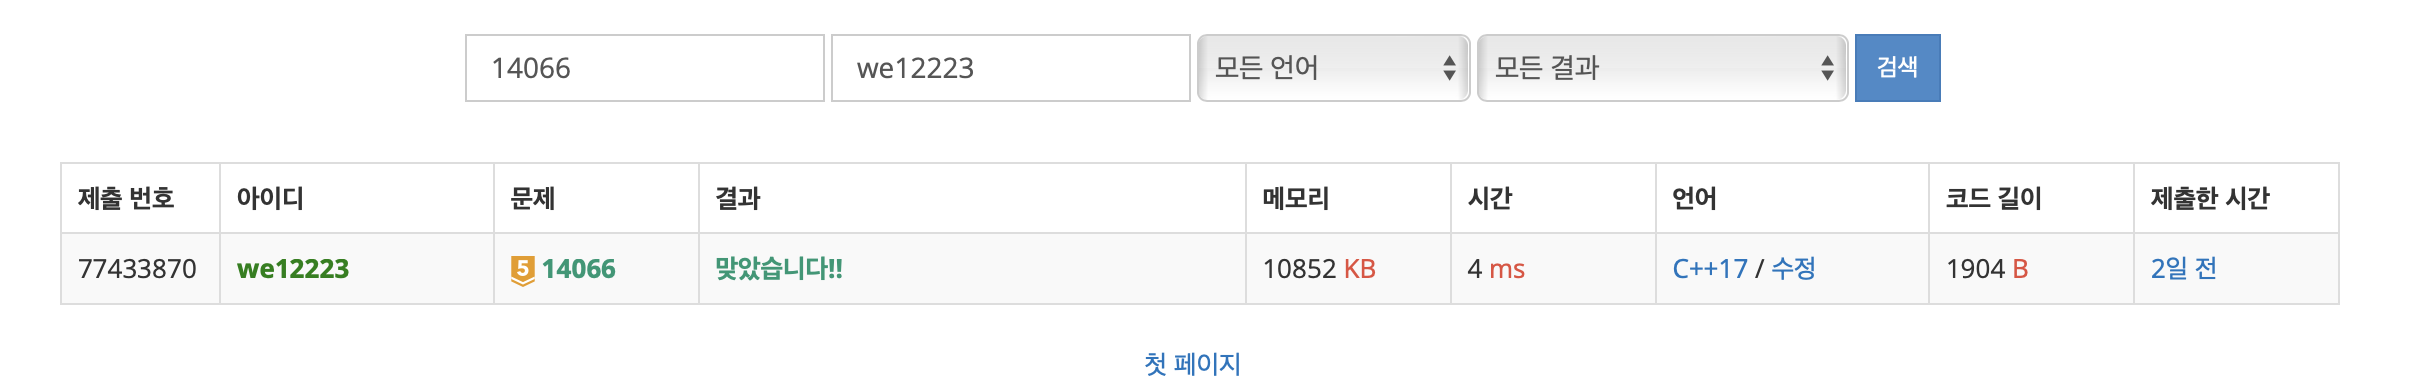 14066 we12223 모든 언어 모든 결과 검색
제출 번호 아이디 문제 결과 메모리 시간 언어 코드 길이 제출한 시간
77433870 we12223 5 14066 맞았습니다!! 10852 KB 4 ms C++17 / 수정 1904 B 2일 전
첫 페이지